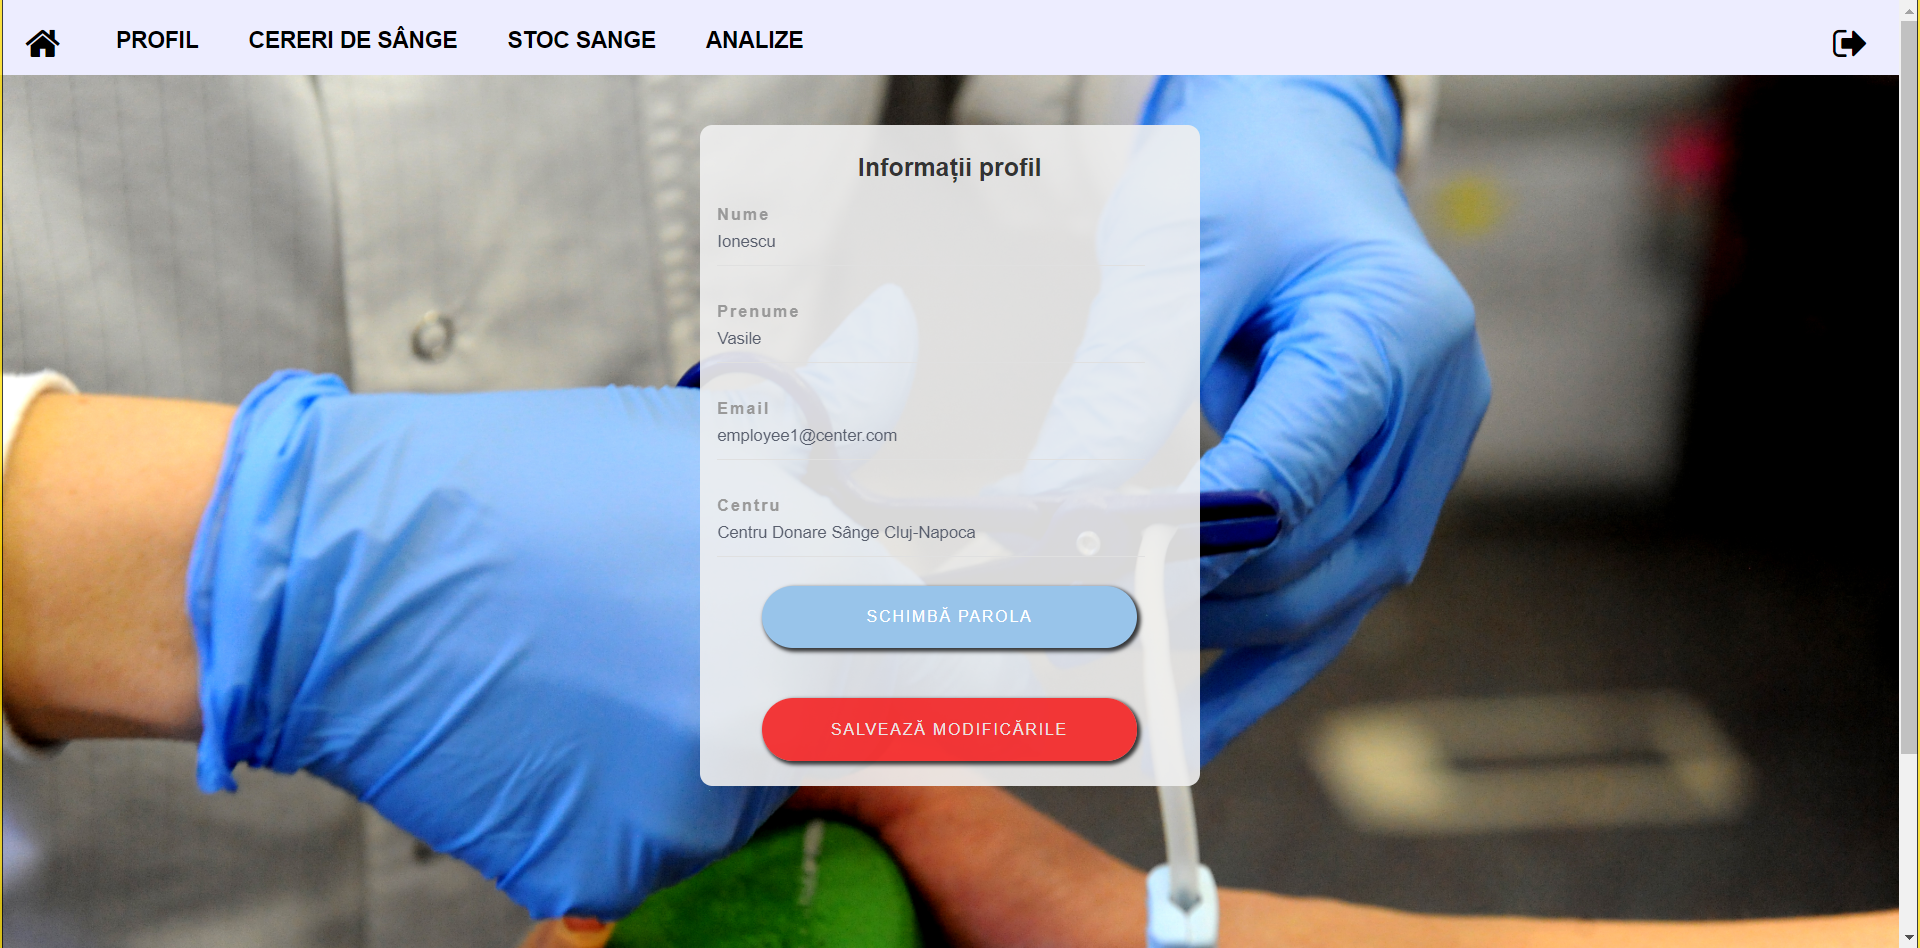 PROFIL CERERI DE SÂNGE STOC SANGE ANALIZE
Informații profil
Nume
Ionescu
Prenume
Vasile
Email
employee1@center.com
Centru
Centru Donare Sânge Cluj-Napoca
SCHIMBĂ PAROLA
SALVEAZĂ MODIFICĂRILE